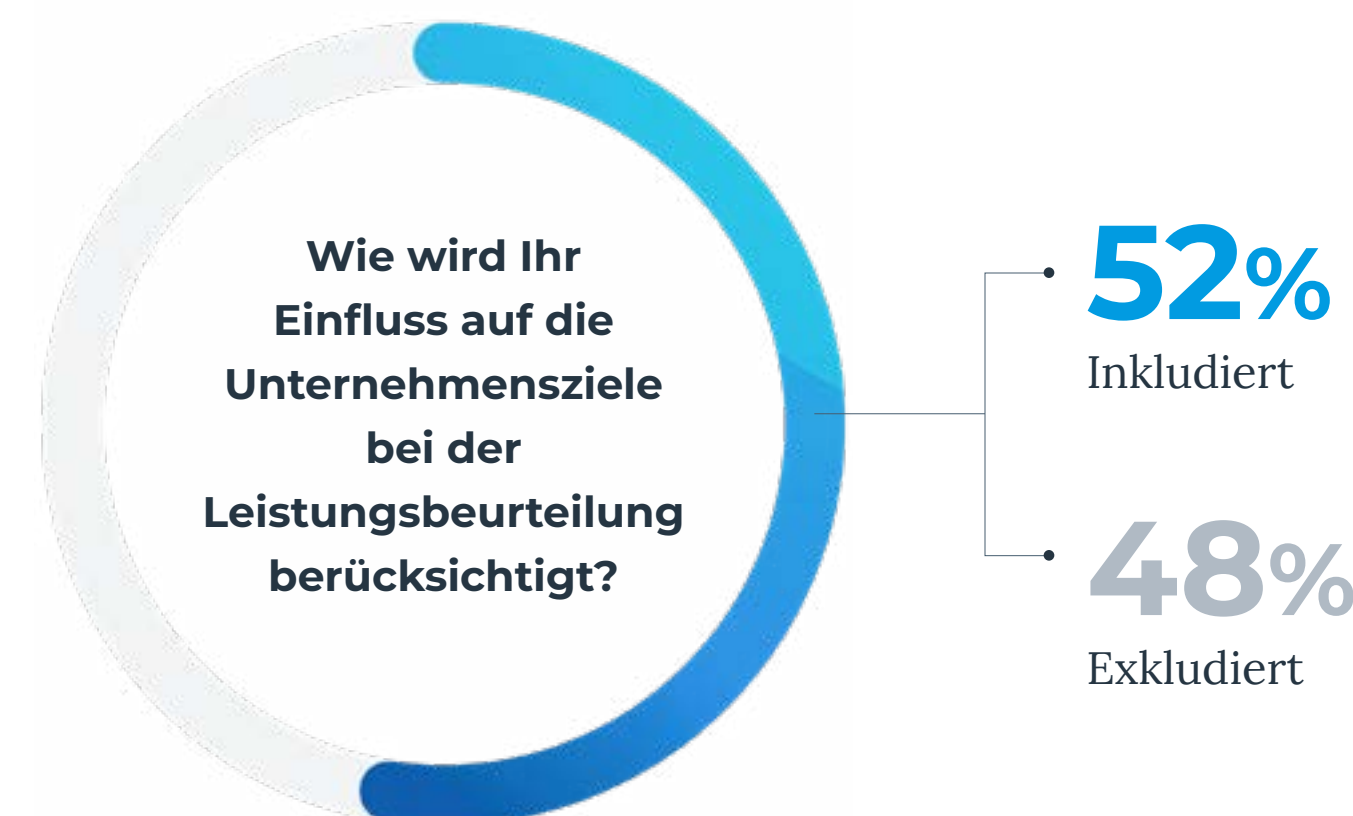 Wie wird Ihr
Einfluss auf die
Unternehmensziele
bei der
Leistungsbeurteilung
berücksichtigt?
52%
Inkludiert
48%
Exkludiert